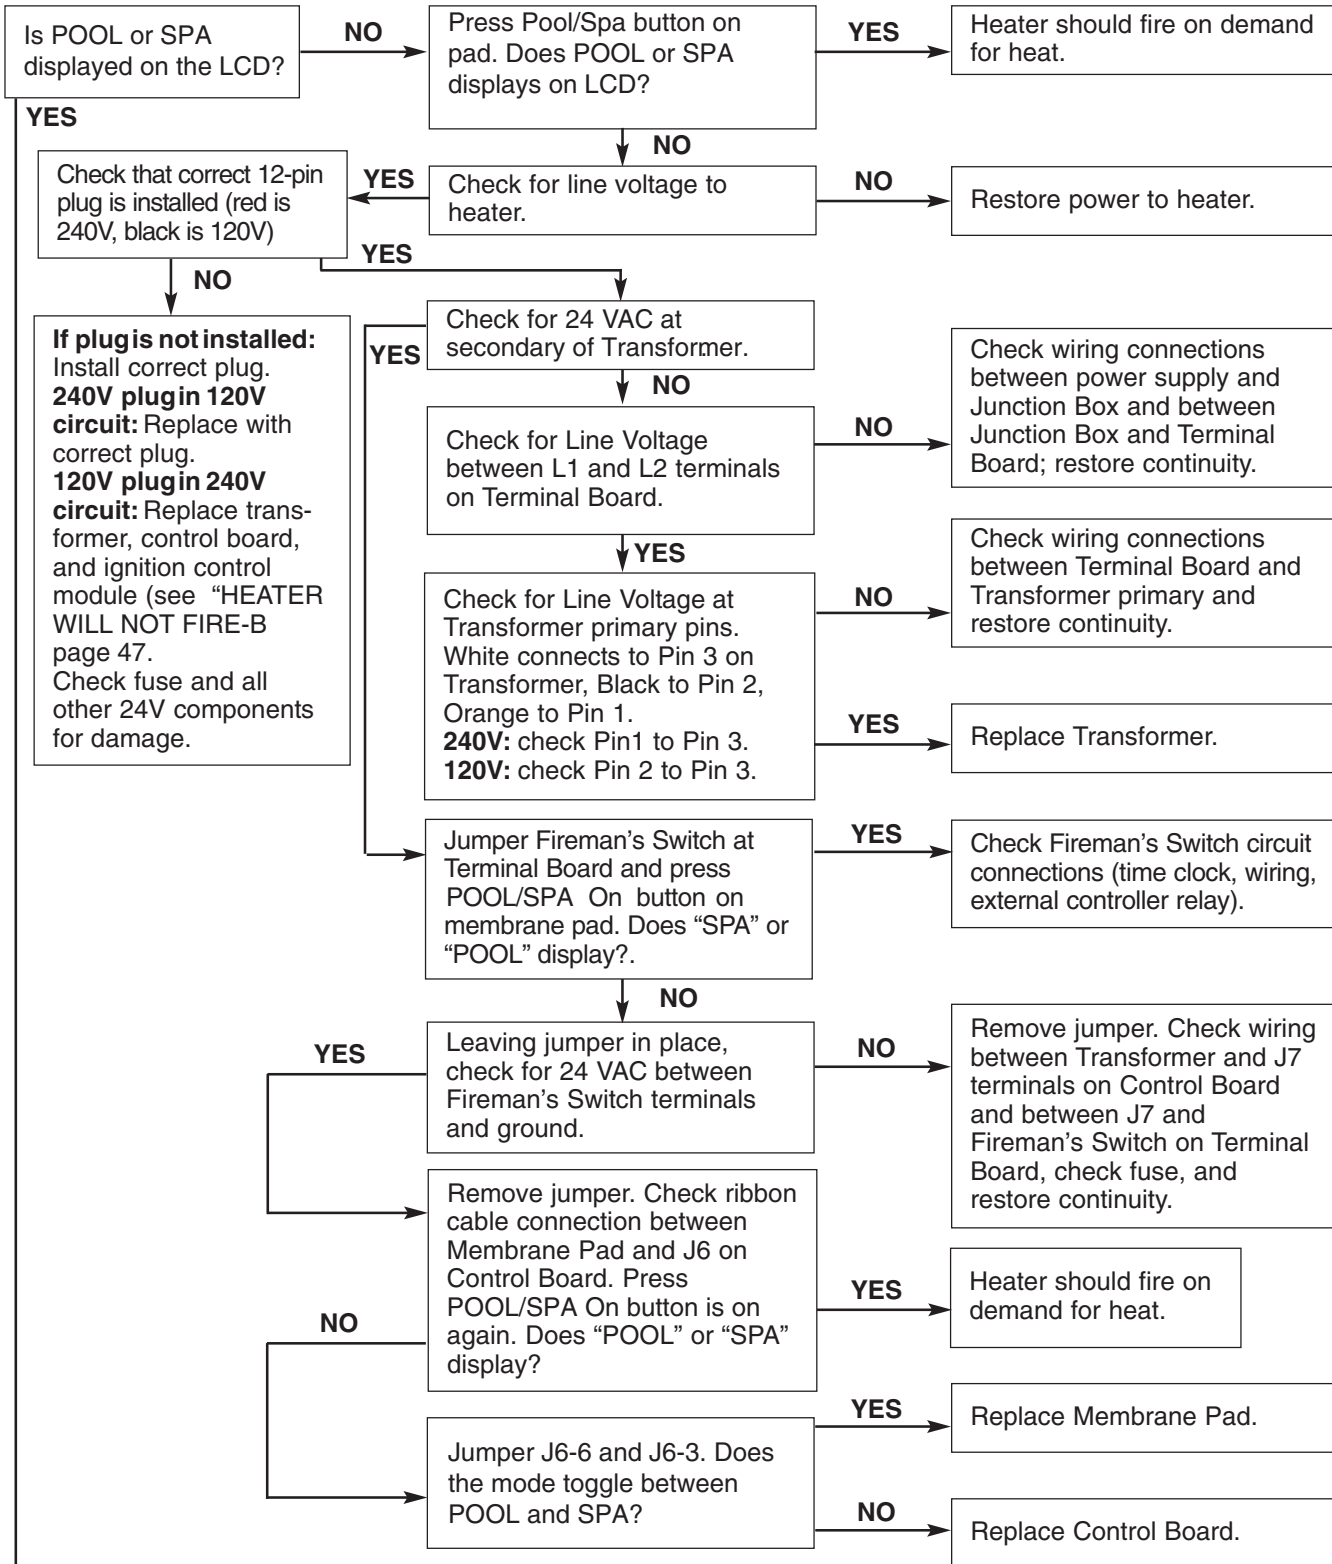 Is POOL or SPA
displayed on the LCD?
NO
Press Pool/Spa button on
pad. Does POOL or SPA
displays on LCD?
YES
Heater should fire on demand
for heat.
YES
NO
Check that correct 12-pin
plug is installed (red is
240V, black is 120V)
YES
Check for line voltage to
heater.
NO
Restore power to heater.
NO
YES
If plug is not installed:
Install correct plug.
240V plug in 120V
circuit: Replace with
correct plug.
120V plug in 240V
circuit: Replace trans-
former, control board,
and ignition control
module (see “HEATER
WILL NOT FIRE-B
page 47.
Check fuse and all
other 24V components
for damage.
YES
Check for 24 VAC at
secondary of Transformer.
NO
Check for Line Voltage
between L1 and L2 terminals
on Terminal Board.
NO
Check wiring connections
between power supply and
Junction Box and between
Junction Box and Terminal
Board; restore continuity.
YES
Check for Line Voltage at
Transformer primary pins.
White connects to Pin 3 on
Transformer, Black to Pin 2,
Orange to Pin 1.
240V: check Pin1 to Pin 3.
120V: check Pin 2 to Pin 3.
NO
Check wiring connections
between Terminal Board and
Transformer primary and
restore continuity.
YES
Replace Transformer.
Jumper Fireman’s Switch at
Terminal Board and press
POOL/SPA On button on
membrane pad. Does “SPA” or
“POOL” display?.
YES
Check Fireman’s Switch circuit
connections (time clock, wiring,
external controller relay).
NO
YES
Leaving jumper in place,
check for 24 VAC between
Fireman’s Switch terminals
and ground.
NO
Remove jumper. Check wiring
between Transformer and J7
terminals on Control Board
and between J7 and
Fireman’s Switch on Terminal
Board, check fuse, and
restore continuity.
Remove jumper. Check ribbon
cable connection between
Membrane Pad and J6 on
Control Board. Press
POOL/SPA On button is on
again. Does “POOL” or “SPA”
display?
YES
Heater should fire on
demand for heat.
NO
Jumper J6-6 and J6-3. Does
the mode toggle between
POOL and SPA?
YES
Replace Membrane Pad.
NO
Replace Control Board.